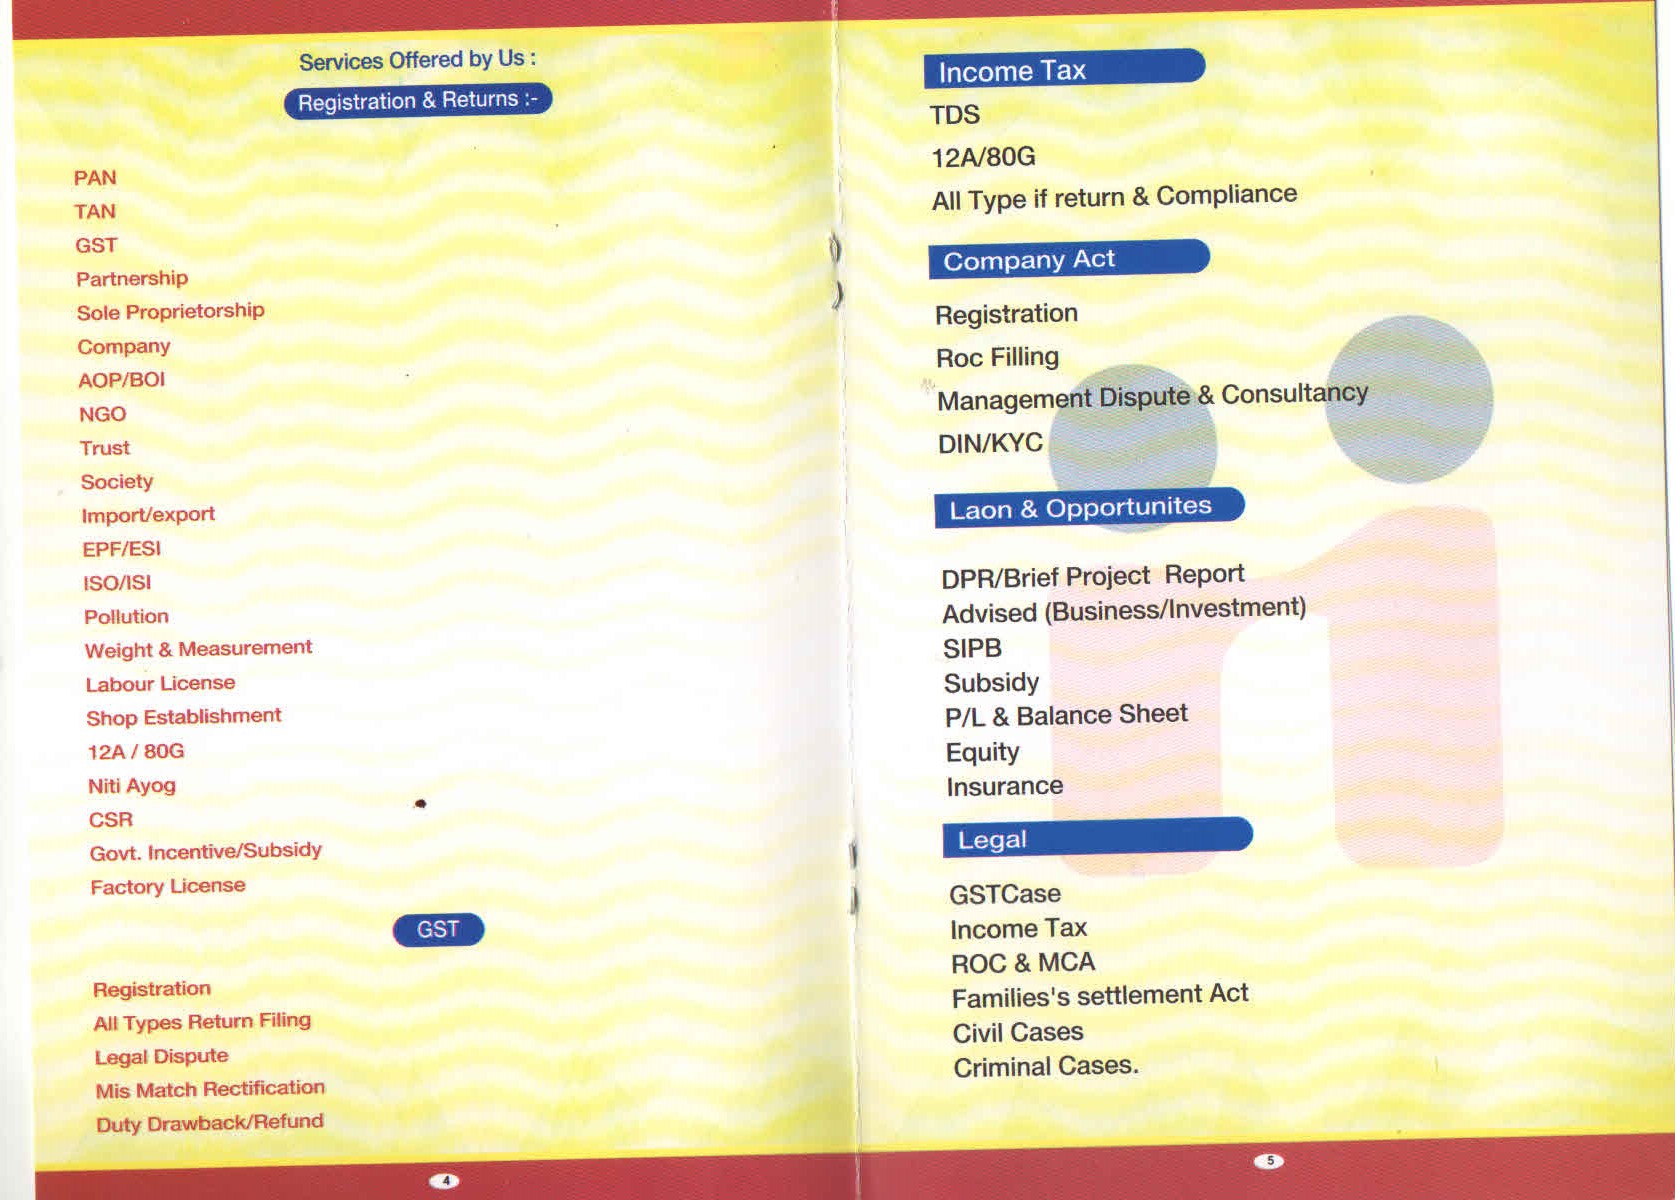 Services Offered by Us :
Registration & Returns :-
PAN
TAN
GST
Partnership
Sole Proprietorship
Company
AOP/BOI
NGO
Trust
Society
Import/export
EPF/ESI
ISO/ISI
Pollution
Weight & Measurement
Labour License
Shop Establishment
12A / 80G
Niti Ayog
CSR
Govt. Incentive/Subsidy
Factory License
GST
Registration
All Types Return Filing
Legal Dispute
Mis Match Rectification
Duty Drawback/Refund
4
Income Tax
TDS
12A/80G
All Type if return & Compliance
Company Act
Registration
Roc Filling
Management Dispute & Consultancy
DIN/KYC
Laon & Opportunites
DPR/Brief Project Report
Advised (Business/Investment)
SIPB
Subsidy
P/L & Balance Sheet
Equity
Insurance
Legal
GSTCase
Income Tax
ROC & MCA
Families's settlement Act
Civil Cases
Criminal Cases.
5